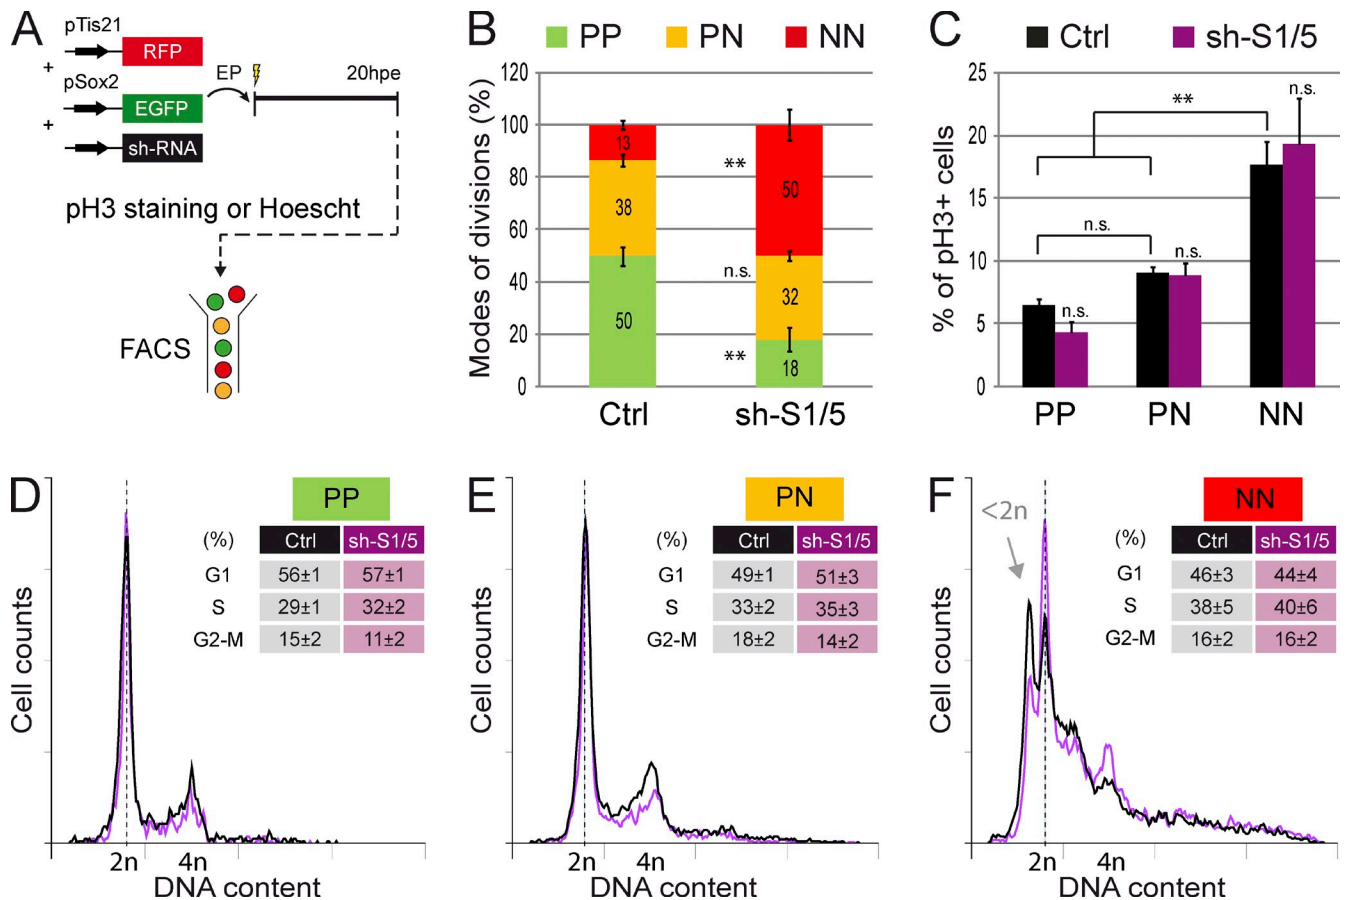 A
pTis21
RFP
+
pSox2
EGFP
+
sh-RNA
EP
20hpe
pH3 staining or Hoescht
FACS
B
PP PN NN
Modes of divisions (%)
120
100
80
60
40
20
0
13
38
50
**
n.s.
**
50
32
18
Ctrl sh-S1/5
C
Ctrl sh-S1/5
% of pH3+ cells
25
20
15
10
5
0
n.s.
**
n.s.
n.s.
n.s.
PP PN NN
D
PP
(%) Ctrl sh-S1/5
G1 56±1 57±1
S 29±1 32±2
G2-M 15±2 11±2
Cell counts
2n 4n
DNA content
E
PN
(%) Ctrl sh-S1/5
G1 49±1 51±3
S 33±2 35±3
G2-M 18±2 14±2
Cell counts
2n 4n
DNA content
F
NN
<2n
(%) Ctrl sh-S1/5
G1 46±3 44±4
S 38±5 40±6
G2-M 16±2 16±2
Cell counts
2n 4n
DNA content